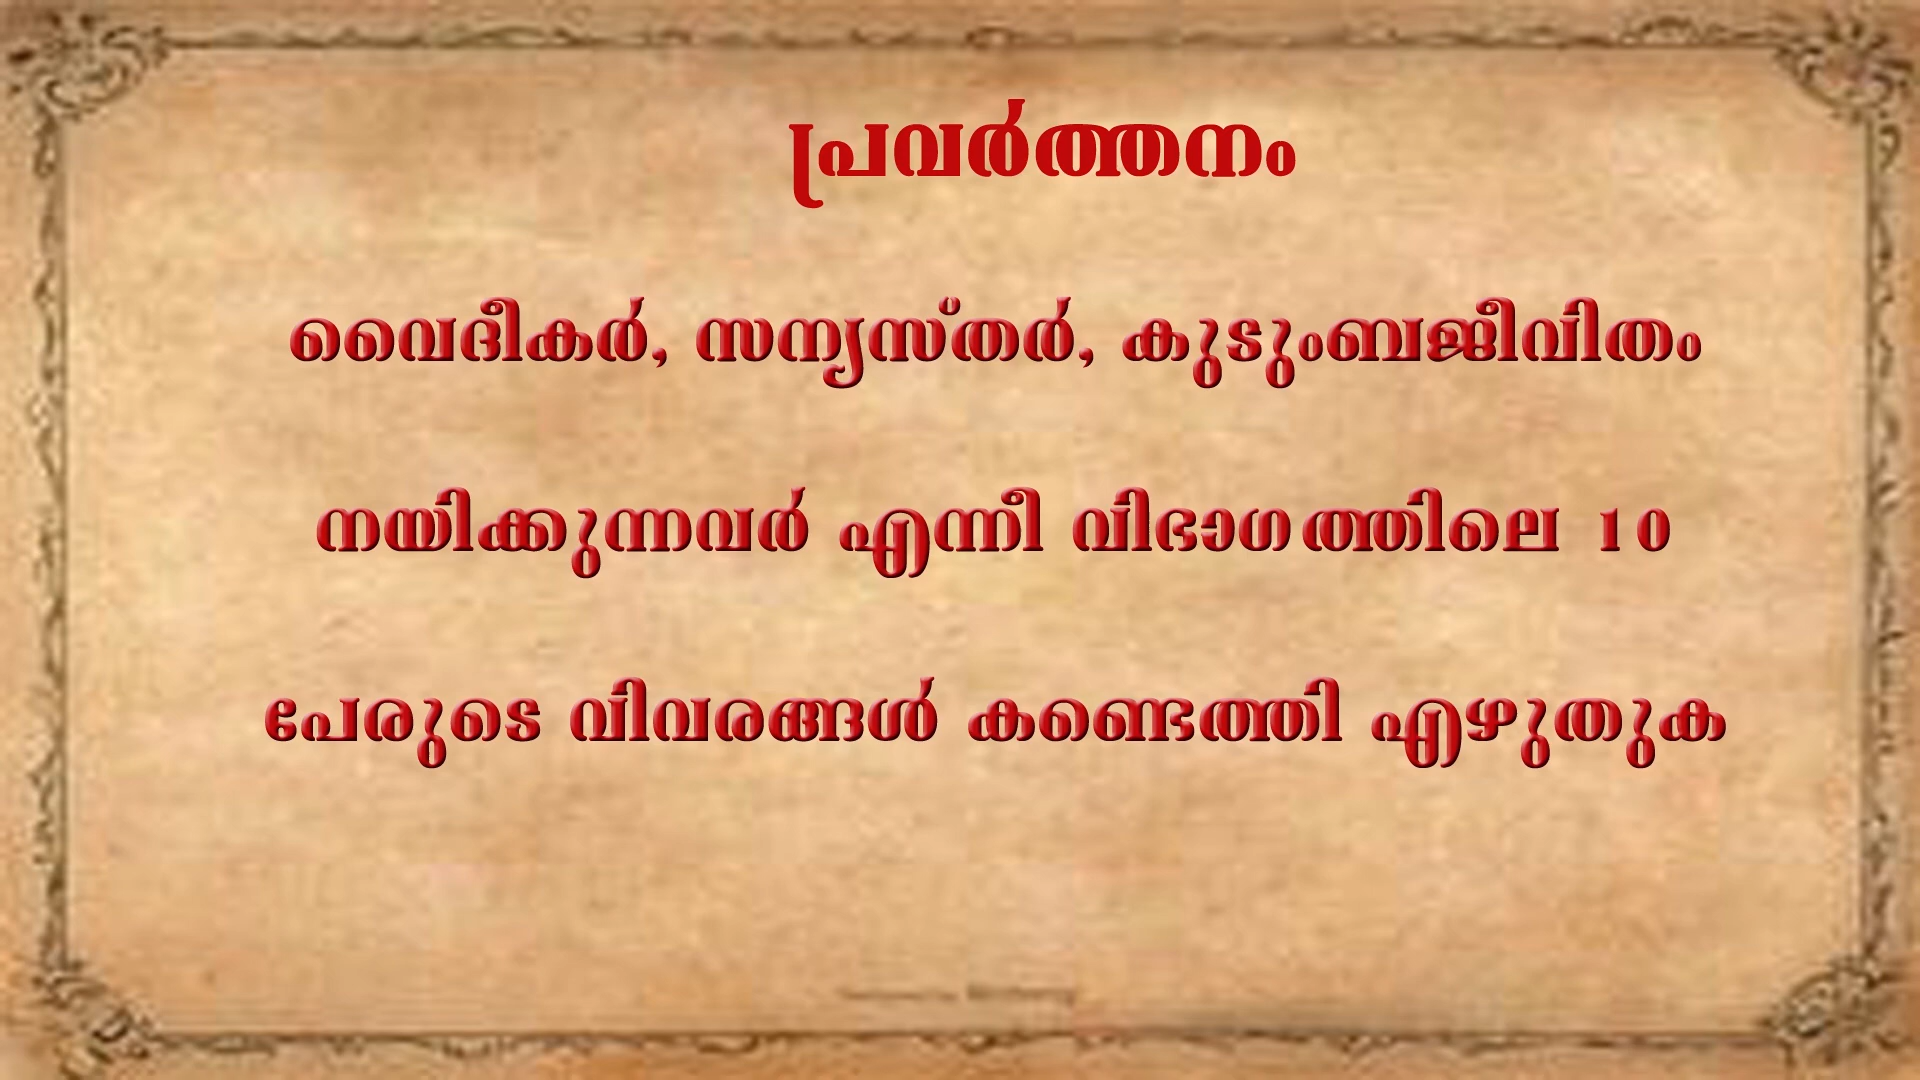 പ്രവർത്തനം
വൈദീകർ, സന്യസ്തർ, കുടുംബജീവിതം
നയിക്കുന്നവർ എന്നീ വിഭാഗത്തിലെ 10
പേരുടെ വിവരങ്ങൾ കണ്ടെത്തി എഴുതുക